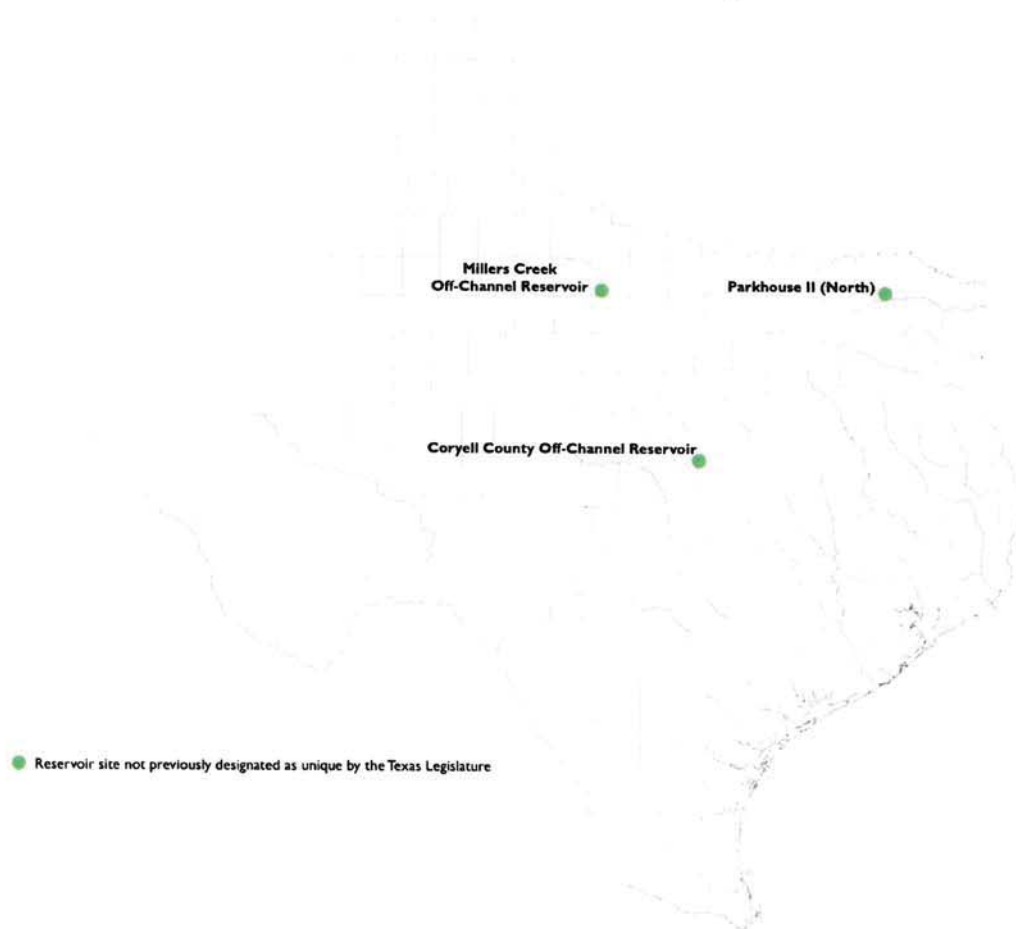 Millers Creek
Off-Channel Reservoir
Parkhouse II (North)
Coryell County Off-Channel Reservoir
Reservoir site not previously designated as unique by the Texas Legislature